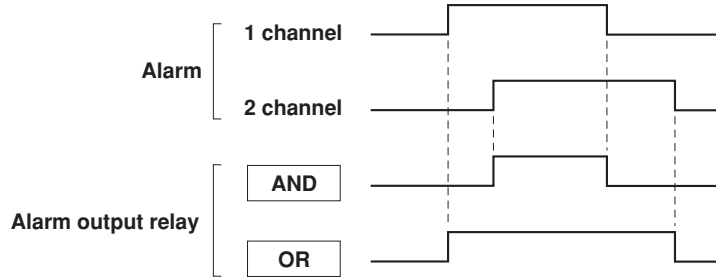 1 channel
Alarm
2 channel
AND
Alarm output relay
OR